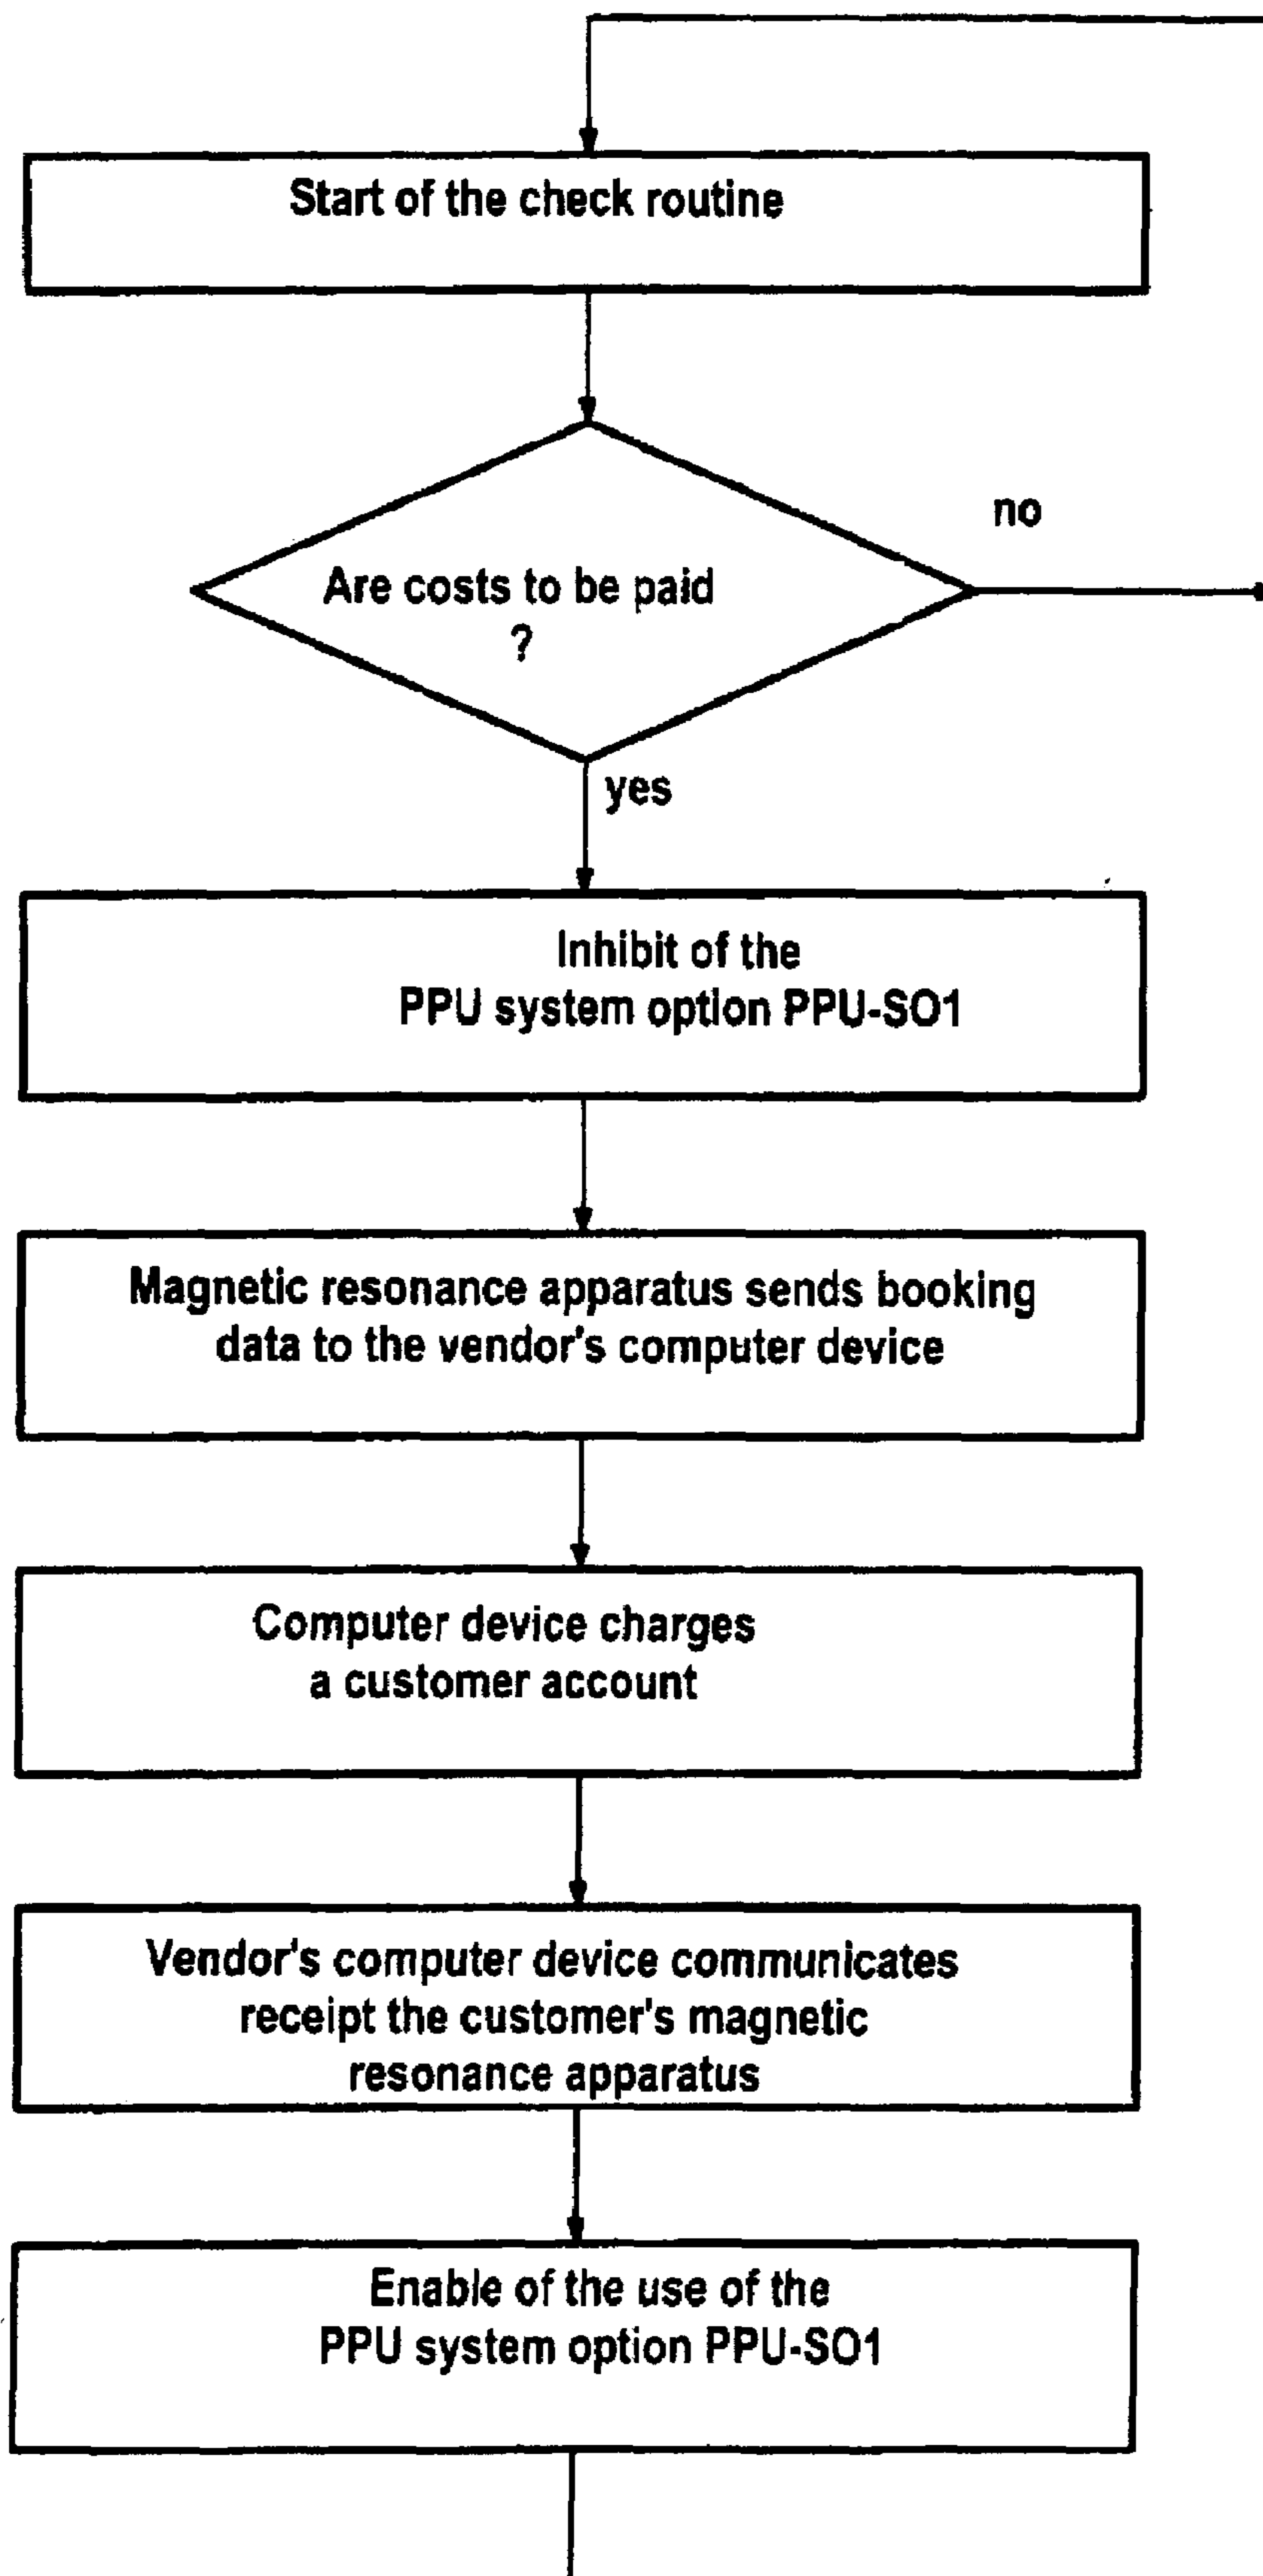 Start of the check routine
no
Are costs to be paid
?
yes
Inhibit of the
PPU system option PPU-SO1
Magnetic resonance apparatus sends booking
data to the vendor's computer device
Computer device charges
a customer account
Vendor's computer device communicates
receipt the customer's magnetic
resonance apparatus
Enable of the use of the
PPU system option PPU-SO1